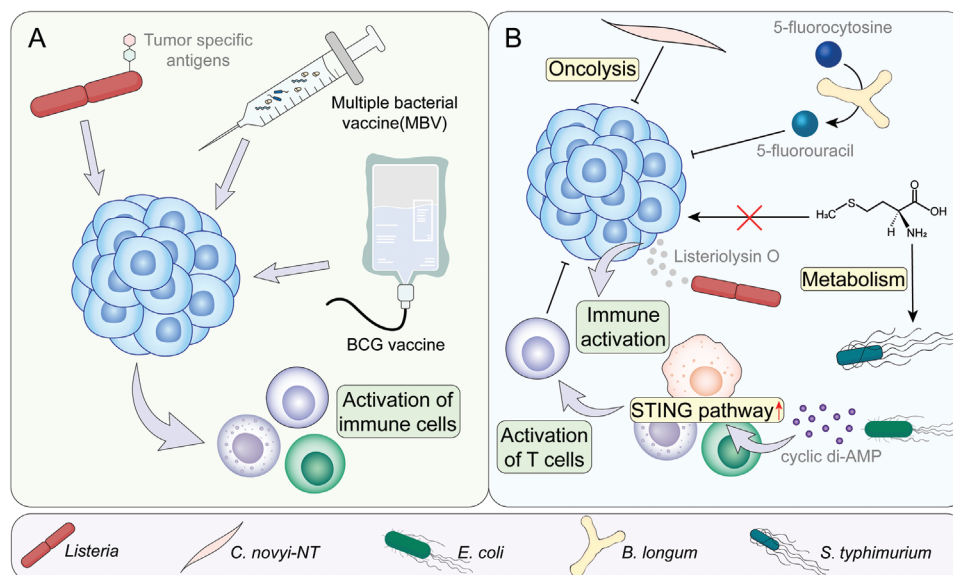 A
Tumor specific
antigens
Multiple bacterial
vaccine(MBV)
BCG vaccine
Activation of
immune cells
B
Oncolysis
5-fluorocytosine
5-fluorouracil
H₃C
S
O
OH
H
NH₂
Listeriolysin O
Metabolism
Immune
activation
STING pathway
Activation
of T cells
cyclic di-AMP
Listeria
C. novyi-NT
E. coli
B. longum
S. typhimurium